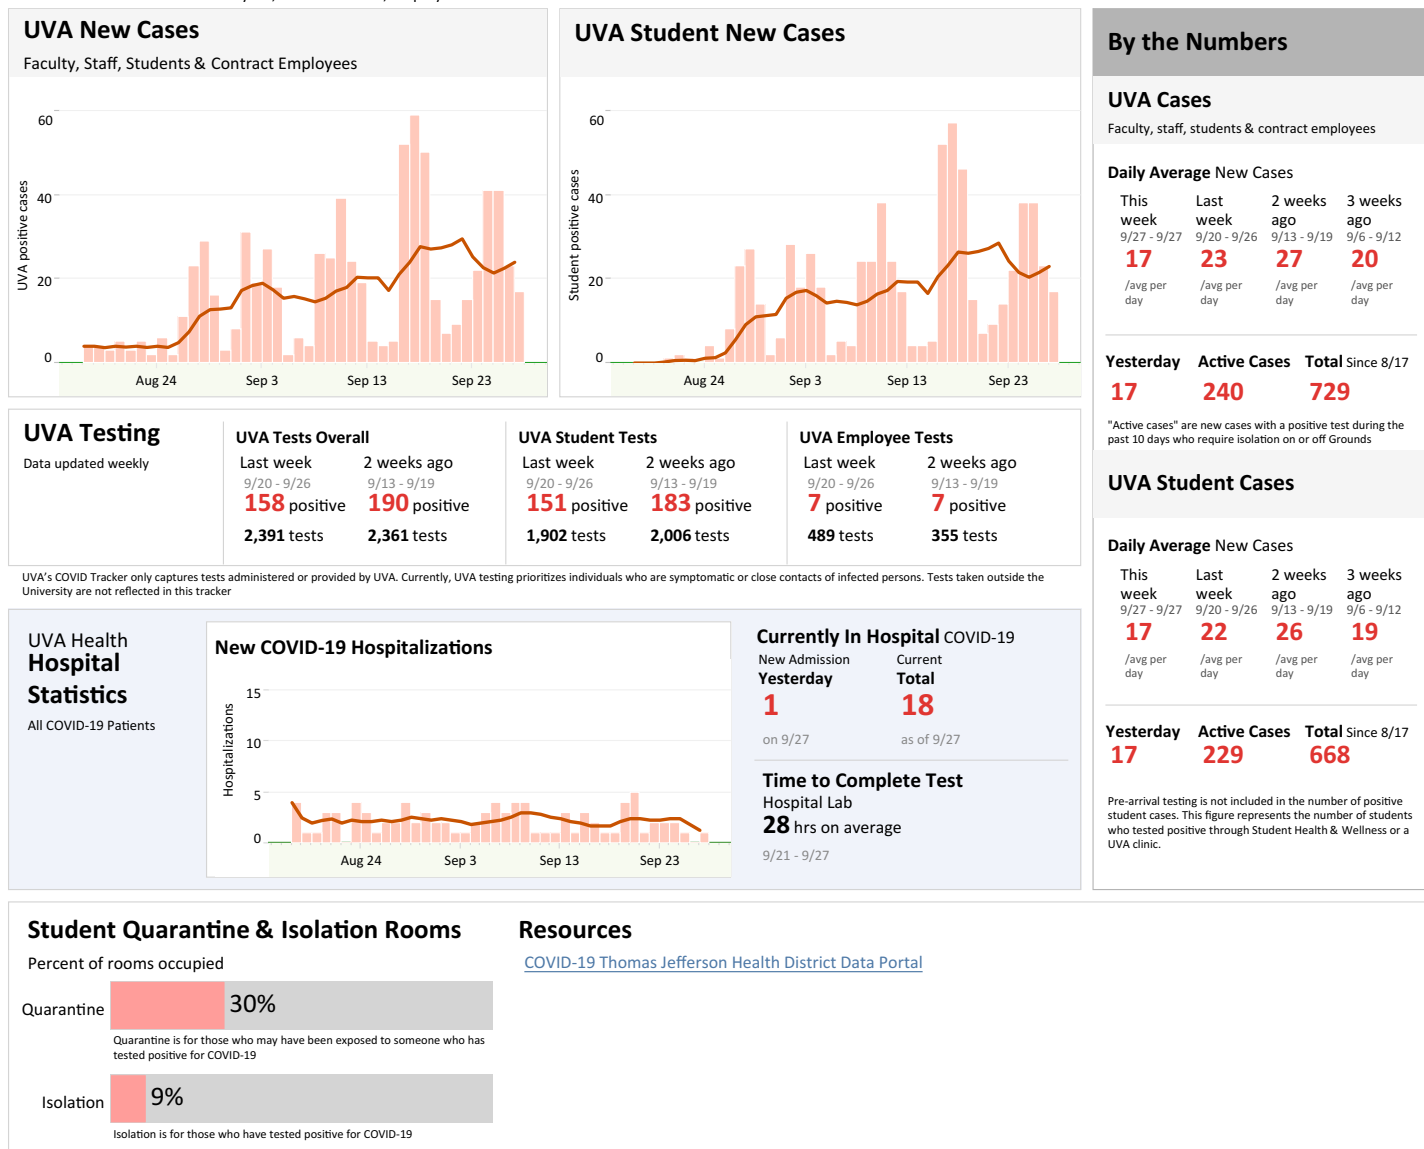 UVA New Cases
Faculty, Staff, Students & Contract Employees
UVA positive cases
60
40
20
0
Aug 24
Sep 3
Sep 13
Sep 23
UVA Student New Cases
Student positive cases
60
40
20
0
Aug 24
Sep 3
Sep 13
Sep 23
By the Numbers
UVA Cases
Faculty, staff, students & contract employees
Daily Average New Cases
This week
9/27 - 9/27
17
/avg per day
Last week
9/20 - 9/26
23
/avg per day
2 weeks ago
9/13 - 9/19
27
/avg per day
3 weeks ago
9/6 - 9/12
20
/avg per day
Yesterday Active Cases Total Since 8/17
17 240 729
"Active cases" are new cases with a positive test during the
past 10 days who require isolation on or off Grounds
UVA Student Cases
Daily Average New Cases
This week
9/27 - 9/27
17
/avg per day
Last week
9/20 - 9/26
22
/avg per day
2 weeks ago
9/13 - 9/19
26
/avg per day
3 weeks ago
9/6 - 9/12
19
/avg per day
Yesterday Active Cases Total Since 8/17
17 229 668
Pre-arrival testing is not included in the number of positive
student cases. This figure represents the number of students
who tested positive through Student Health & Wellness or a
UVA clinic.
UVA Testing
Data updated weekly
UVA Tests Overall
Last week 2 weeks ago
9/20 - 9/26 9/13 - 9/19
158 positive 190 positive
2,391 tests 2,361 tests
UVA Student Tests
Last week 2 weeks ago
9/20 - 9/26 9/13 - 9/19
151 positive 183 positive
1,902 tests 2,006 tests
UVA Employee Tests
Last week 2 weeks ago
9/20 - 9/26 9/13 - 9/19
7 positive 7 positive
489 tests 355 tests
UVA's COVID Tracker only captures tests administered or provided by UVA. Currently, UVA testing prioritizes individuals who are symptomatic or close contacts of infected persons. Tests taken outside the
University are not reflected in this tracker
UVA Health
Hospital
Statistics
All COVID-19 Patients
New COVID-19 Hospitalizations
Hospitalizations
15
10
5
0
Aug 24
Sep 3
Sep 13
Sep 23
Currently In Hospital COVID-19
New Admission Current
Yesterday Total
1 18
on 9/27 as of 9/27
Time to Complete Test
Hospital Lab
28 hrs on average
9/21 - 9/27
Student Quarantine & Isolation Rooms
Percent of rooms occupied
Quarantine 30%
Quarantine is for those who may have been exposed to someone who has
tested positive for COVID-19
Isolation 9%
Isolation is for those who have tested positive for COVID-19
Resources
COVID-19 Thomas Jefferson Health District Data Portal